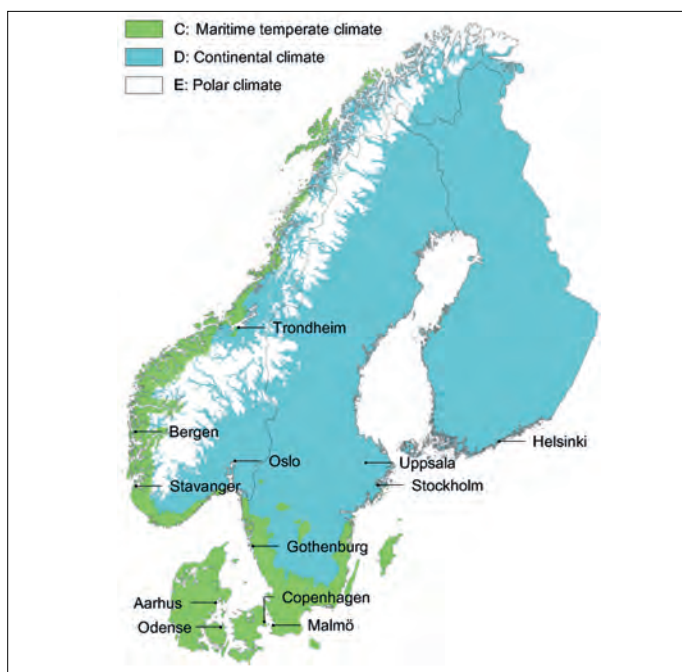 C: Maritime temperate climate
D: Continental climate
E: Polar climate
Trondheim
Bergen
Helsinki
Oslo
Uppsala
Stavanger
Stockholm
Gothenburg
Copenhagen
Aarhus
Odense
Malmö